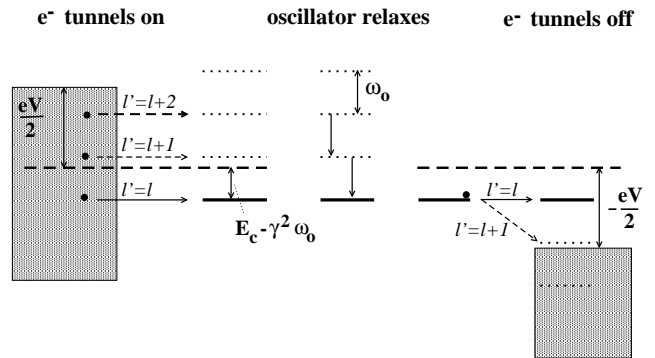 e⁻ tunnels on
oscillator relaxes
e⁻ tunnels off
eV/2
l'=l+2
l'=l+1
l'=l
ω₀
E_c - γ² ω₀
l'=l
l'=l+1
-eV/2